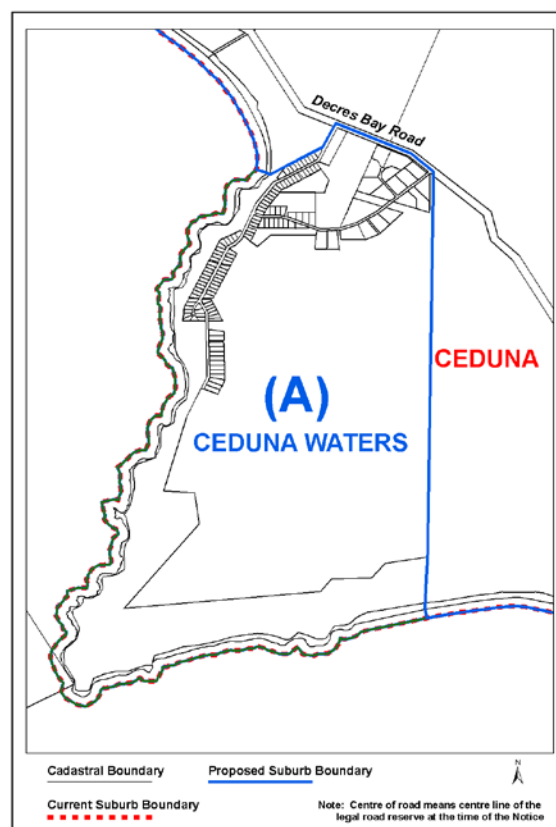 Decres Bay Road
CEDUNA
(A)
CEDUNA WATERS
Cadastral Boundary
Proposed Suburb Boundary
N
Current Suburb Boundary
Note: Centre of road means centre line of the
legal road reserve at the time of the Notice